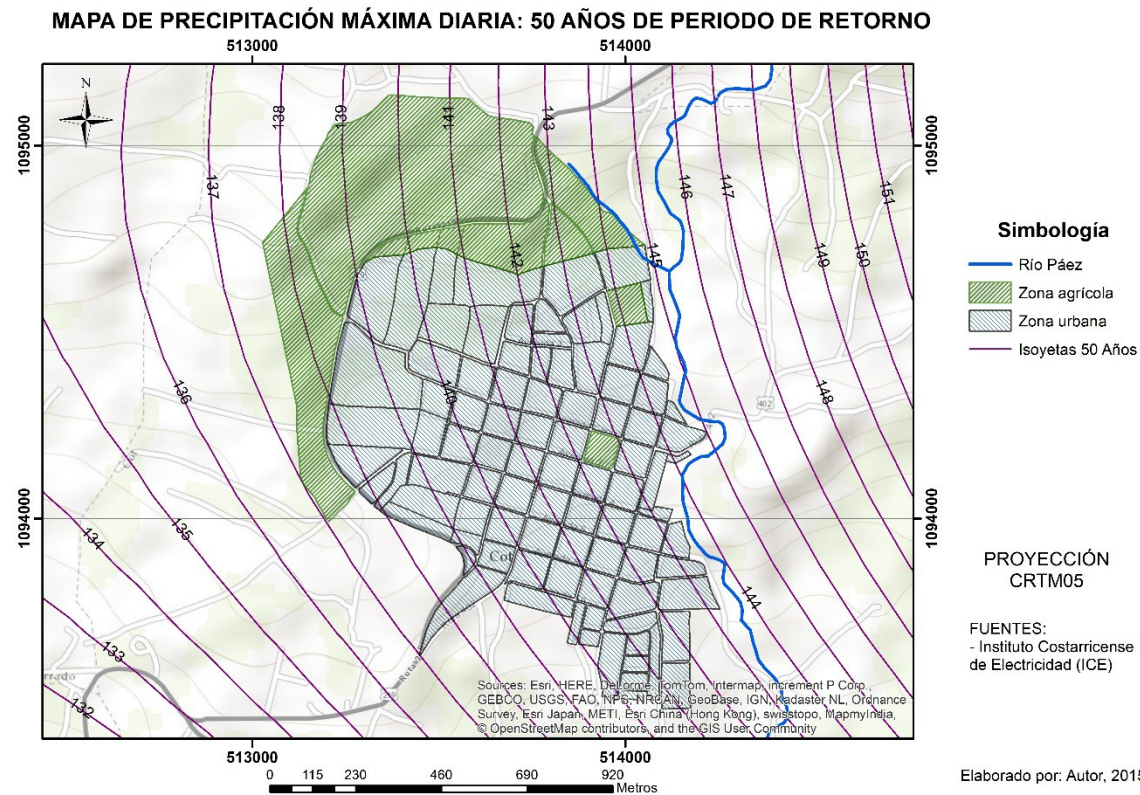 MAPA DE PRECIPITACIÓN MÁXIMA DIARIA: 50 AÑOS DE PERIODO DE RETORNO
513000 514000
N
1095000 1095000
138 139 141 143
137 146 147 151
142 145 149 150
136 140 148
1094000 1094000
135
134
133
132
144
Cot
402
Sources: Esri, HERE, DeLorme, TomTom, Intermap, increment P Corp.,
GEBCO, USGS, FAO, NPS, NRCAN, GeoBase, IGN, Kadaster NL, Ordnance
Survey, Esri Japan, METI, Esri China (Hong Kong), swisstopo, MapmyIndia,
© OpenStreetMap contributors, and the GIS User Community
513000 514000
0 115 230 460 690 920
Metros
Simbología
Río Páez
Zona agrícola
Zona urbana
Isoyetas 50 Años
PROYECCIÓN
CRTM05
FUENTES:
- Instituto Costarricense
de Electricidad (ICE)
Elaborado por: Autor, 2015